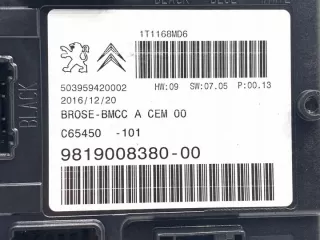 1T1168MD6
503959420002 HW:09 SW:07.05 P:00.13
2016/12/20
BROSE-BMCC A CEM 00
C65450 -101
9819008380-00
BLACK